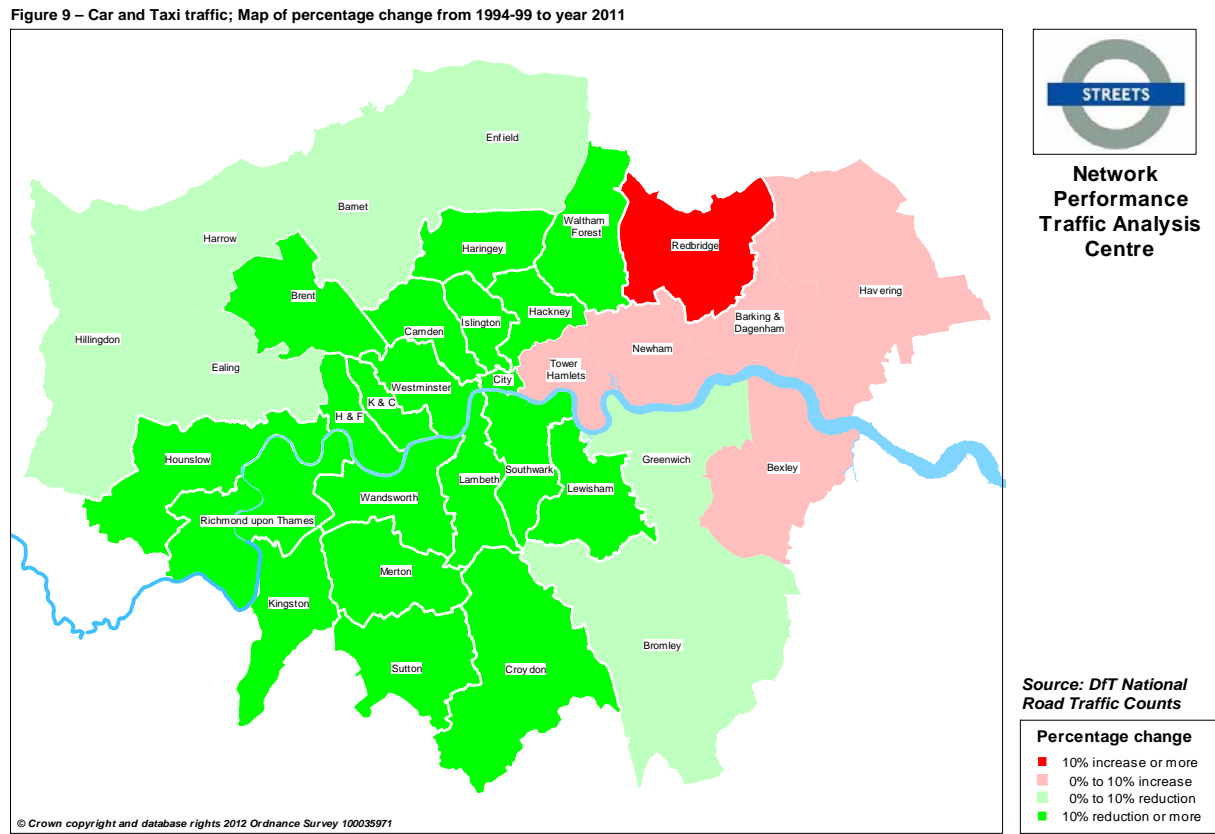 Figure 9 – Car and Taxi traffic; Map of percentage change from 1994-99 to year 2011
STREETS
Network
Performance
Traffic Analysis
Centre
Enfield
Barnet
Harrow
Waltham
Forest
Haringey
Redbridge
Havering
Brent
Hackney
Islington
Camden
Barking &
Dagenham
Hillingdon
Ealing
Newham
Tower
Hamlets
City
Westminster
K & C
H & F
Hounslow
Greenwich
Bexley
Southwark
Lambeth
Lewisham
Wandsworth
Richmond upon Thames
Merton
Kingston
Bromley
Sutton
Croydon
Source: DfT National
Road Traffic Counts
Percentage change
10% increase or more
0% to 10% increase
0% to 10% reduction
10% reduction or more
© Crown copyright and database rights 2012 Ordnance Survey 100035971